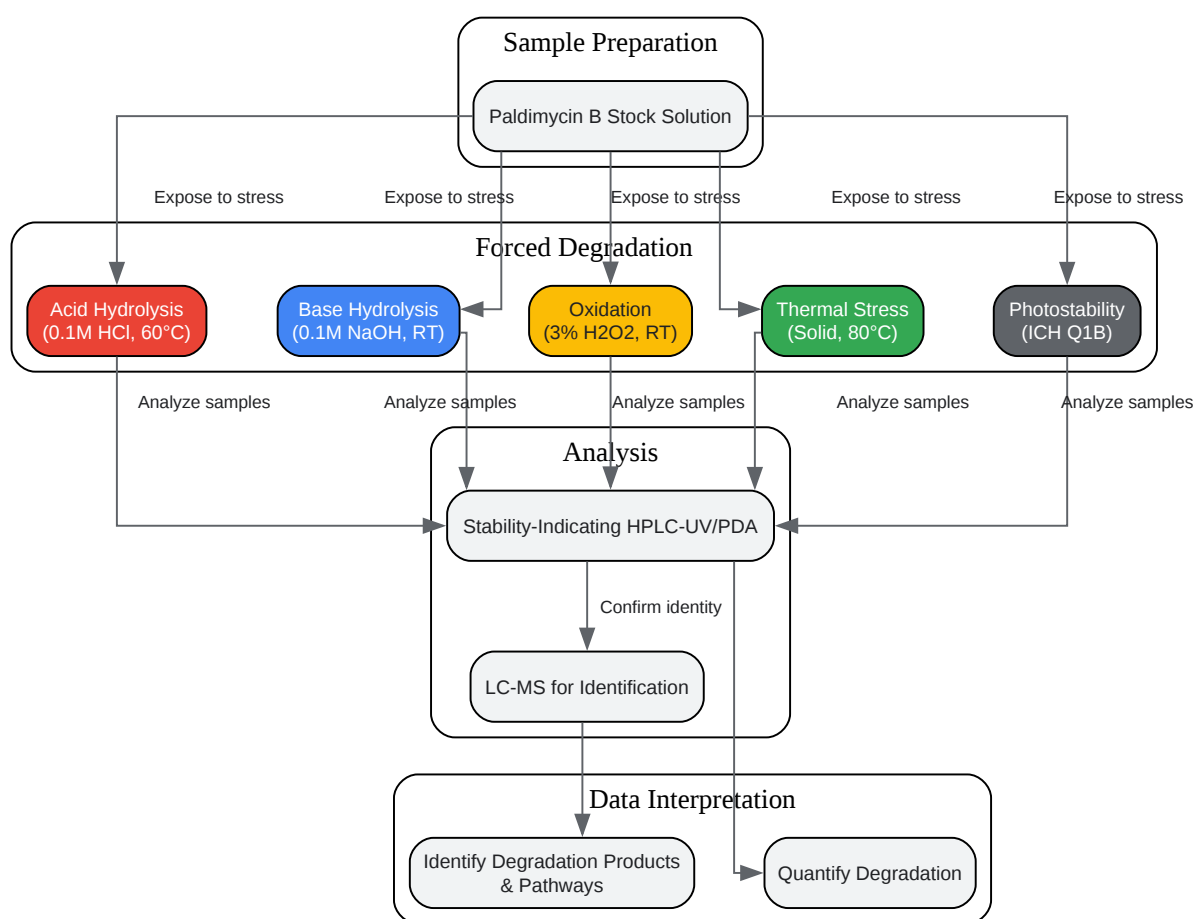 Sample Preparation
Paldimycin B Stock Solution
Expose to stress
Expose to stress
Expose to stress
Expose to stress
Expose to stress
Forced Degradation
Acid Hydrolysis
(0.1M HCl, 60°C)
Base Hydrolysis
(0.1M NaOH, RT)
Oxidation
(3% H2O2, RT)
Thermal Stress
(Solid, 80°C)
Photostability
(ICH Q1B)
Analyze samples
Analyze samples
Analyze samples
Analyze samples
Analyze samples
Analysis
Stability-Indicating HPLC-UV/PDA
Confirm identity
LC-MS for Identification
Data Interpretation
Identify Degradation Products
& Pathways
Quantify Degradation